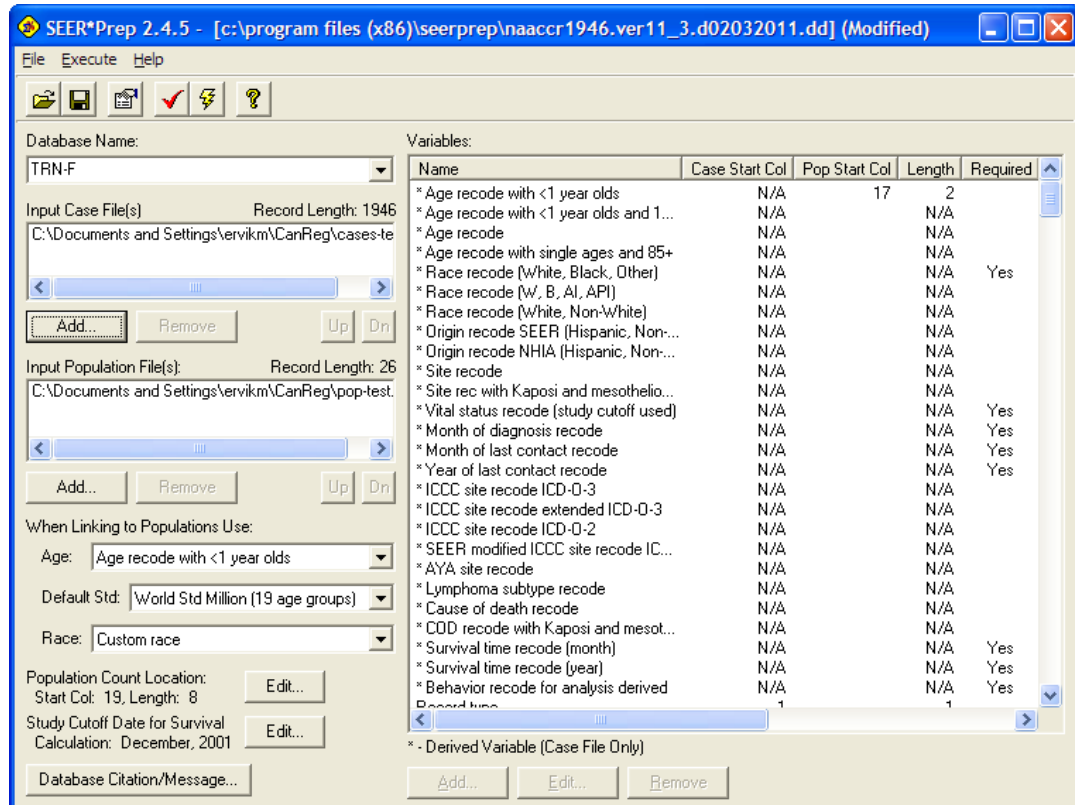 SEER*Prep 2.4.5 - [c:\program files (x86)\seerprep\naaccr1946.ver11_3.d02032011.dd] (Modified)
File Execute Help
Database Name:
TRN-F
Input Case File(s) Record Length: 1946
C:\Documents and Settings\ervikm\CanReg\cases-te
Add... Remove Up Dn
Input Population File(s): Record Length: 26
C:\Documents and Settings\ervikm\CanReg\pop-test.
Add... Remove Up Dn
When Linking to Populations Use:
Age: Age recode with <1 year olds
Default Std: World Std Million (19 age groups)
Race: Custom race
Population Count Location:
Start Col: 19, Length: 8 Edit...
Study Cutoff Date for Survival
Calculation: December, 2001 Edit...
Database Citation/Message...
Variables:
Name Case Start Col Pop Start Col Length Required
* Age recode with <1 year olds N/A 17 2
* Age recode with <1 year olds and 1... N/A N/A
* Age recode N/A N/A
* Age recode with single ages and 85+ N/A N/A
* Race recode (White, Black, Other) N/A N/A Yes
* Race recode (W, B, AI, API) N/A N/A
* Race recode (White, Non-White) N/A N/A
* Origin recode SEER (Hispanic, Non-... N/A N/A
* Origin recode NHIA (Hispanic, Non-... N/A N/A
* Site recode N/A N/A
* Site rec with Kaposi and mesothelio... N/A N/A
* Vital status recode (study cutoff used) N/A N/A Yes
* Month of diagnosis recode N/A N/A Yes
* Month of last contact recode N/A N/A Yes
* Year of last contact recode N/A N/A Yes
* ICCC site recode ICD-O-3 N/A N/A
* ICCC site recode extended ICD-O-3 N/A N/A
* ICCC site recode ICD-O-2 N/A N/A
* SEER modified ICCC site recode IC... N/A N/A
* AYA site recode N/A N/A
* Lymphoma subtype recode N/A N/A
* Cause of death recode N/A N/A
* COD recode with Kaposi and mesot... N/A N/A
* Survival time recode (month) N/A N/A Yes
* Survival time recode (year) N/A N/A Yes
* Behavior recode for analysis derived N/A N/A Yes
Record type 1 1
* - Derived Variable (Case File Only)
Add... Edit... Remove